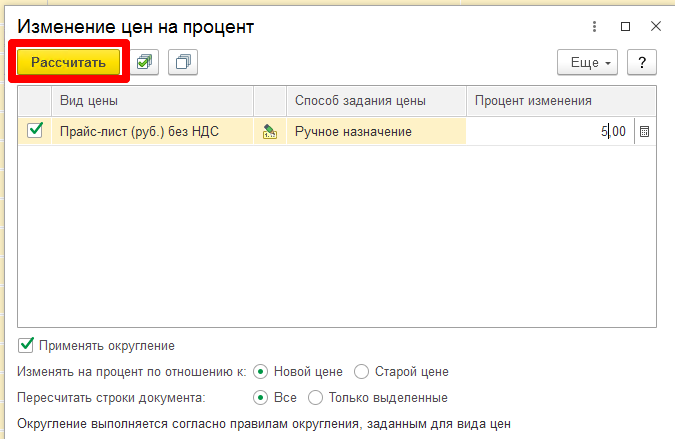 Изменение цен на процент
Рассчитать Еще ?
Вид цены Способ задания цены Процент изменения
Прайс-лист (руб.) без НДС Ручное назначение 5,00
Применять округление
Изменять на процент по отношению к: Новой цене Старой цене
Пересчитать строки документа: Все Только выделенные
Округление выполняется согласно правилам округления, заданным для вида цен